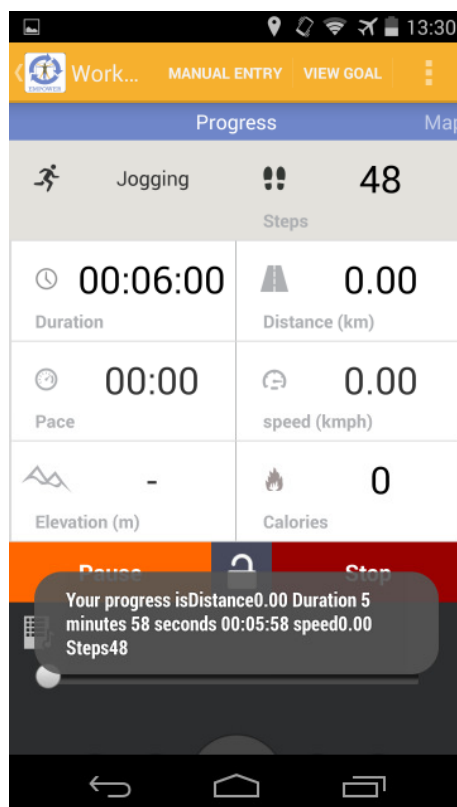 13:30
EMPOWER
Work... MANUAL ENTRY VIEW GOAL
Progress Map
Jogging 48
Steps
00:06:00 0.00
Duration Distance (km)
00:00 0.00
Pace speed (kmph)
- 0
Elevation (m) Calories
Pause Stop
Your progress isDistance0.00 Duration 5
minutes 58 seconds 00:05:58 speed0.00
Steps48